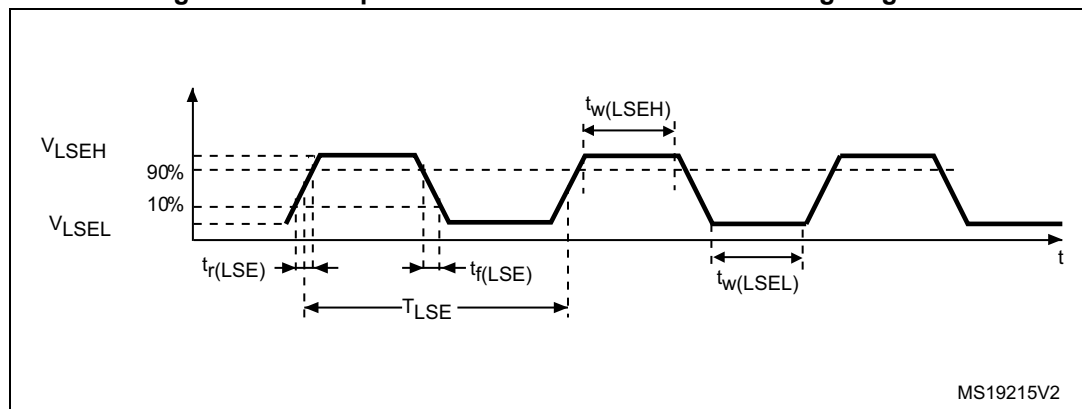 tw(LSEH)
VLSEH
90%
10%
VLSEL
tr(LSE)
tf(LSE)
TLSE
tw(LSEL)
t
MS19215V2